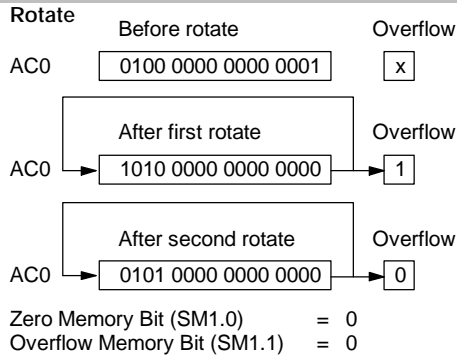 Rotate
Before rotate Overflow
AC0 0100 0000 0000 0001 x
After first rotate Overflow
AC0 1010 0000 0000 0000 1
After second rotate Overflow
AC0 0101 0000 0000 0000 0
Zero Memory Bit (SM1.0) = 0
Overflow Memory Bit (SM1.1) = 0